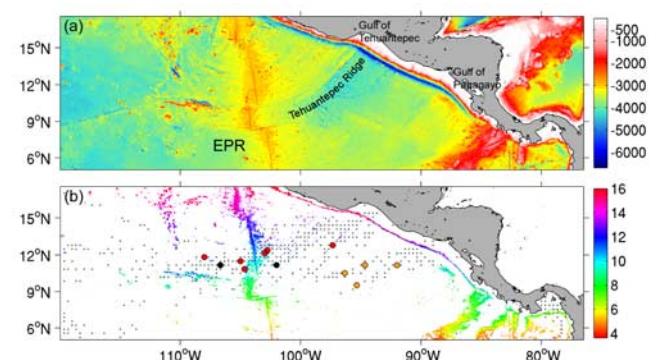 (a)
Gulf of
Tehuantepec
15°N
12°N
9°N
6°N
Tehuantepec Ridge
Gulf of
Papagayo
EPR
-500
-1000
-2000
-3000
-4000
-5000
-6000
(b)
15°N
12°N
9°N
6°N
110°W
100°W
90°W
80°W
16
14
12
10
8
6
4